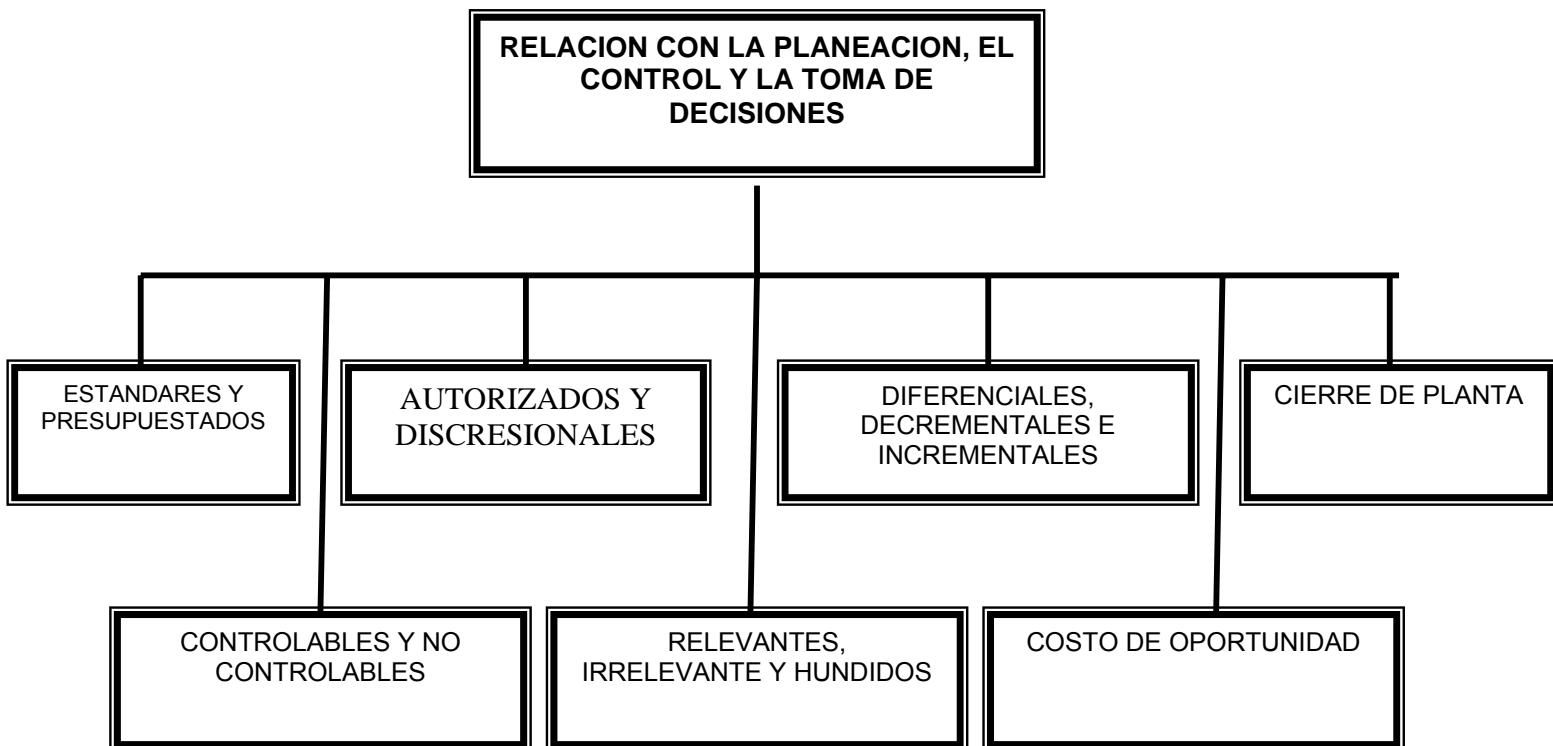 RELACION CON LA PLANEACION, EL
CONTROL Y LA TOMA DE
DECISIONES
ESTANDARES Y
PRESUPUESTADOS
AUTORIZADOS Y
DISCRESIONALES
DIFERENCIALES,
DECREMENTALES E
INCREMENTALES
CIERRE DE PLANTA
CONTROLABLES Y NO
CONTROLABLES
RELEVANTES,
IRRELEVANTE Y HUNDIDOS
COSTO DE OPORTUNIDAD